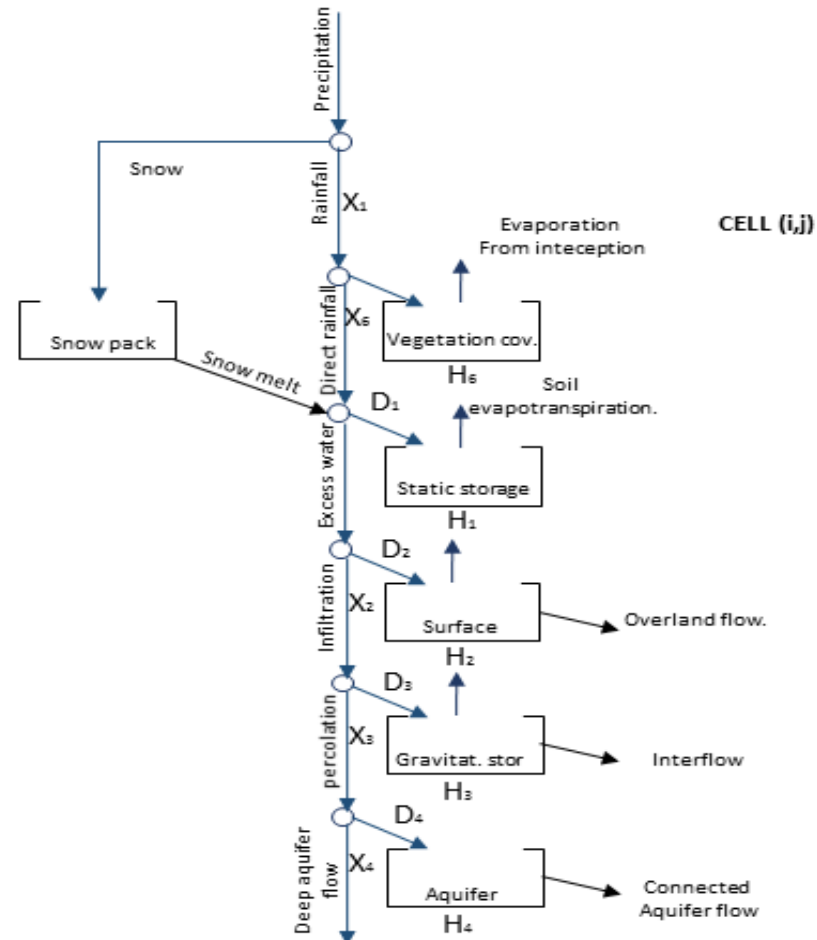 Precipitation
Snow
Rainfall
X₁
Evaporation
From inteception
CELL (i,j)
Snow pack
Snow melt
Direct rainfall
X₆
Vegetation cov.
H₆
D₁
Soil
evapotranspiration.
Excess water
Static storage
H₁
D₂
Infiltration
X₂
Surface
H₂
Overland flow.
D₃
percolation
X₃
Gravitat. stor
H₃
Interflow
D₄
Deep aquifer
flow
X₄
Aquifer
H₄
Connected
Aquifer flow